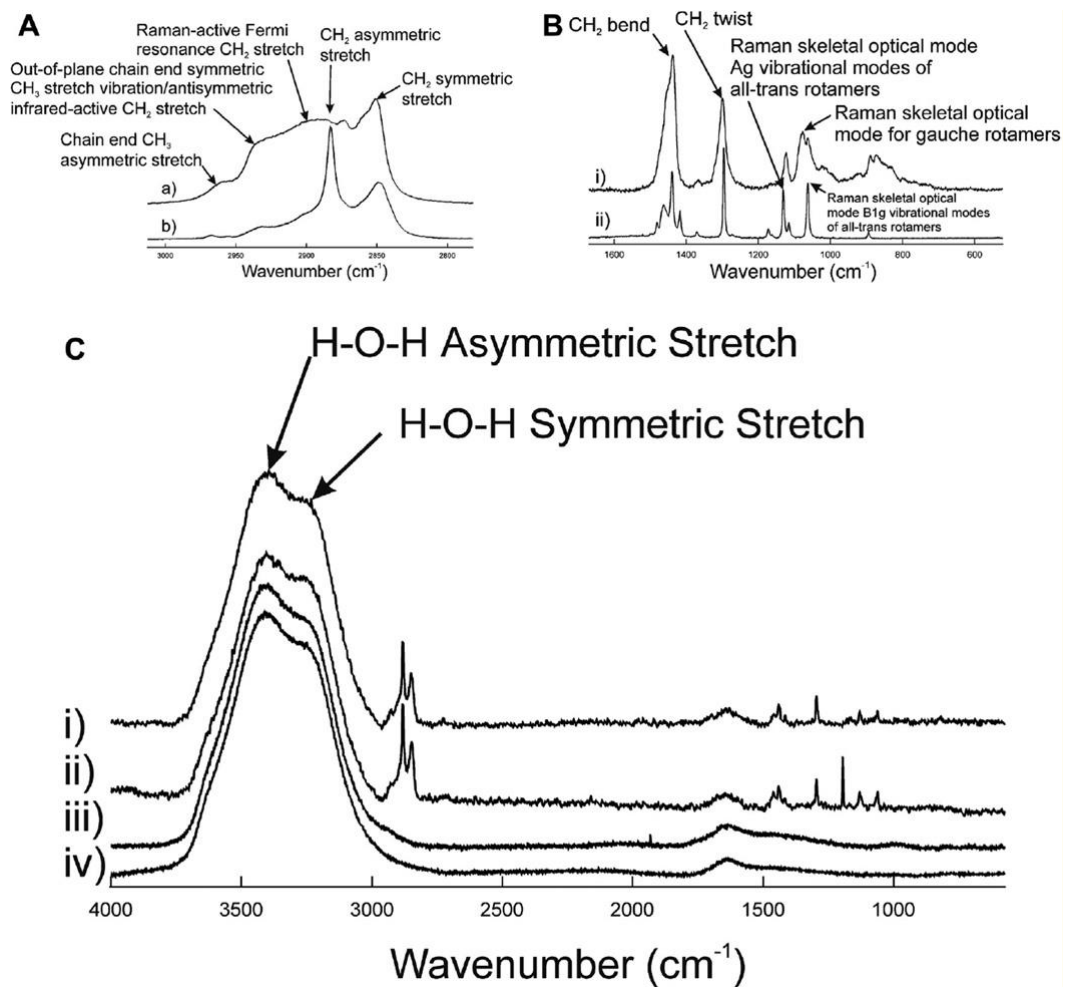 A
Raman-active Fermi
resonance CH₂ stretch
CH₂ asymmetric
stretch
Out-of-plane chain end symmetric
CH₃ stretch vibration/antisymmetric
infrared-active CH₂ stretch
CH₂ symmetric
stretch
Chain end CH₃
asymmetric stretch
a)
b)
3000 2950 2900 2850 2800
Wavenumber (cm⁻¹)
B
CH₂ bend
CH₂ twist
Raman skeletal optical mode
Ag vibrational modes of
all-trans rotamers
Raman skeletal optical
mode for gauche rotamers
i)
ii)
Raman skeletal optical
mode B1g vibrational modes
of all-trans rotamers
1600 1400 1200 1000 800 600
Wavenumber (cm⁻¹)
C
H-O-H Asymmetric Stretch
H-O-H Symmetric Stretch
i)
ii)
iii)
iv)
4000 3500 3000 2500 2000 1500 1000
Wavenumber (cm⁻¹)